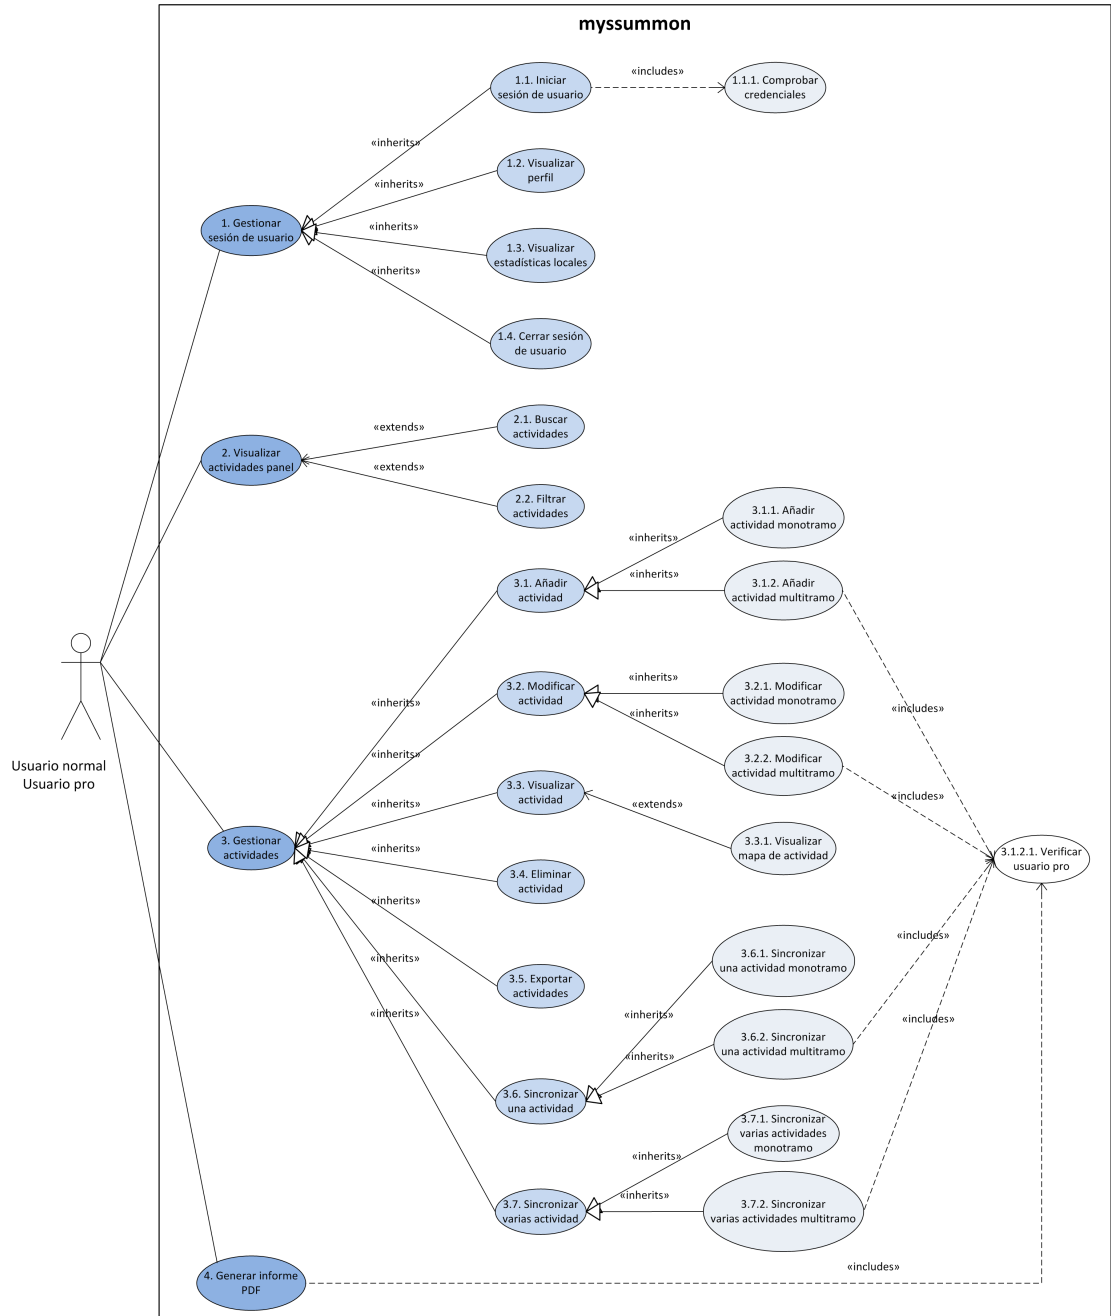 myssummon
1.1. Iniciar
sesión de usuario
«includes»
1.1.1. Comprobar
credenciales
«inherits»
1.2. Visualizar
perfil
«inherits»
1. Gestionar
sesión de usuario
«inherits»
1.3. Visualizar
estadísticas locales
«inherits»
1.4. Cerrar sesión
de usuario
2.1. Buscar
actividades
«extends»
2. Visualizar
actividades panel
«extends»
2.2. Filtrar
actividades
3.1.1. Añadir
actividad monotramo
«inherits»
3.1. Añadir
actividad
«inherits»
3.1.2. Añadir
actividad multitramo
Usuario normal
Usuario pro
«inherits»
3.2. Modificar
actividad
«inherits»
3.2.1. Modificar
actividad monotramo
«inherits»
3.2.2. Modificar
actividad multitramo
«includes»
«includes»
«inherits»
3.3. Visualizar
actividad
«inherits»
«extends»
3.3.1. Visualizar
mapa de actividad
3. Gestionar
actividades
«inherits»
3.4. Eliminar
actividad
3.1.2.1. Verificar
usuario pro
«inherits»
3.5. Exportar
actividades
«inherits»
3.6.1. Sincronizar
una actividad monotramo
«includes»
«inherits»
«inherits»
«inherits»
3.6.2. Sincronizar
una actividad multitramo
«includes»
3.6. Sincronizar
una actividad
3.7.1. Sincronizar
varias actividades
monotramo
«inherits»
«inherits»
3.7. Sincronizar
varias actividad
3.7.2. Sincronizar
varias actividades multitramo
4. Generar informe
PDF
«includes»